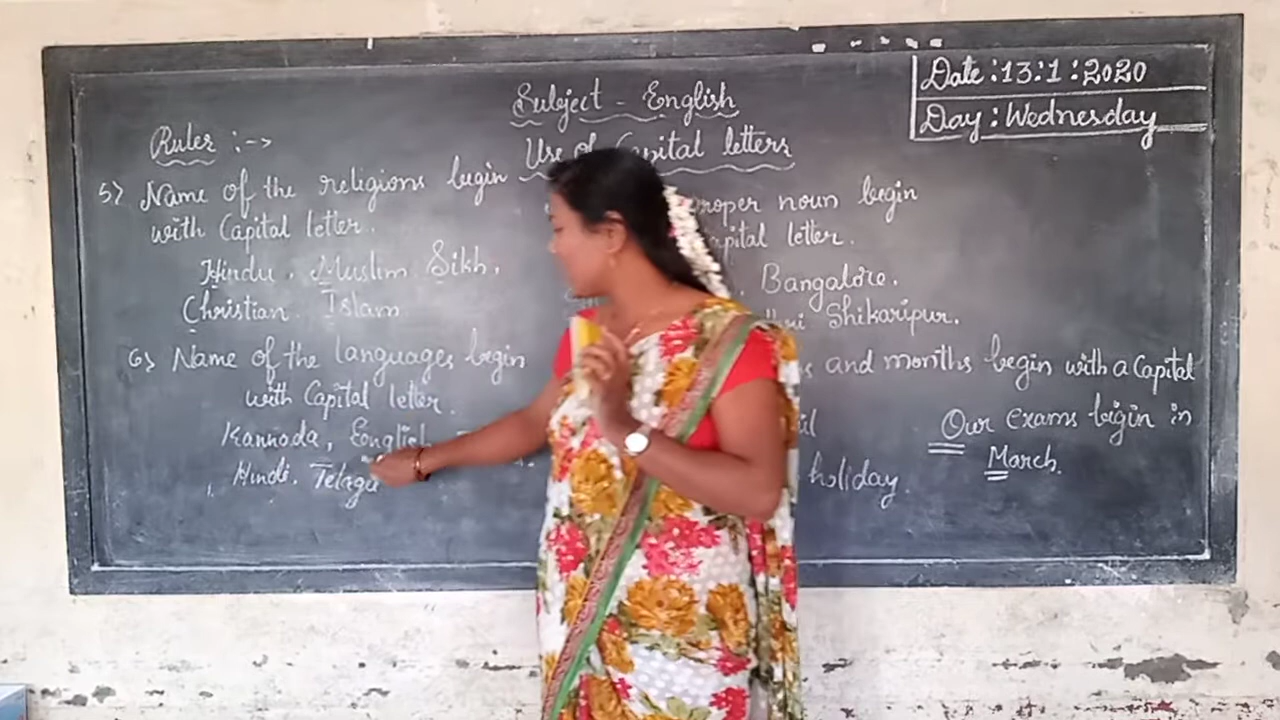 Date : 13 : 1 : 2020
Day : Wednesday
Subject - English
Use of Capital letters
Rules :->
5) Name of the religions begin
with Capital letter.
Hindu, Muslim Sikh,
Christian. Islam
6) Name of the languages begin
with Capital letter.
Kannada, English
Hindi. Telagu
proper noun begin
Capital letter.
Bangalore.
Shikaripur.
and months begin with a Capital
holiday.
Our exams begin in
March.